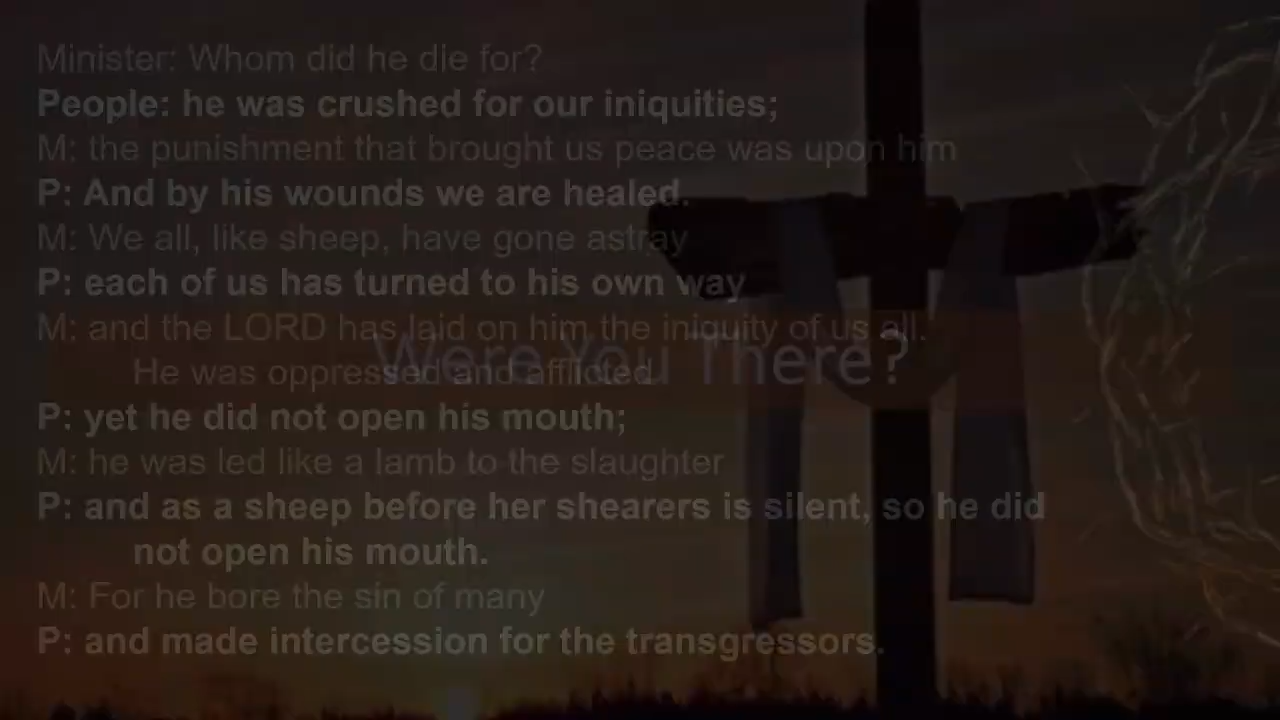 Minister: Whom did he die for?
People: he was crushed for our iniquities;
M: the punishment that brought us peace was upon him
P: And by his wounds we are healed.
M: We all, like sheep, have gone astray
P: each of us has turned to his own way
M: and the LORD has laid on him the iniquity of us all.
Were You There?
He was oppressed and afflicted
P: yet he did not open his mouth;
M: he was led like a lamb to the slaughter
P: and as a sheep before her shearers is silent, so he did
not open his mouth.
M: For he bore the sin of many
P: and made intercession for the transgressors.